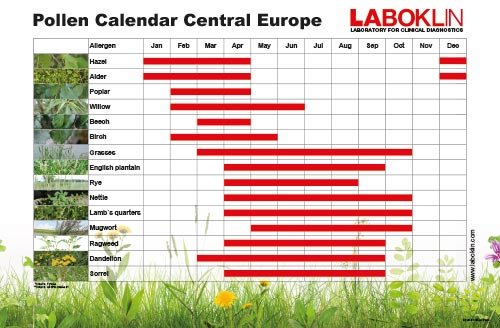 Pollen Calendar Central Europe
LABOKLIN
LABORATORY FOR CLINICAL DIAGNOSTICS
Allergen Jan Feb Mar Apr May Jun Jul Aug Sep Oct Nov Dec
Hazel
Alder
Poplar
Willow
Beech
Birch
Grasses
English plantain
Rye
Nettle
Lamb's quarters
Mugwort
Ragweed
Dandelion
Sorrel
www.laboklin.com